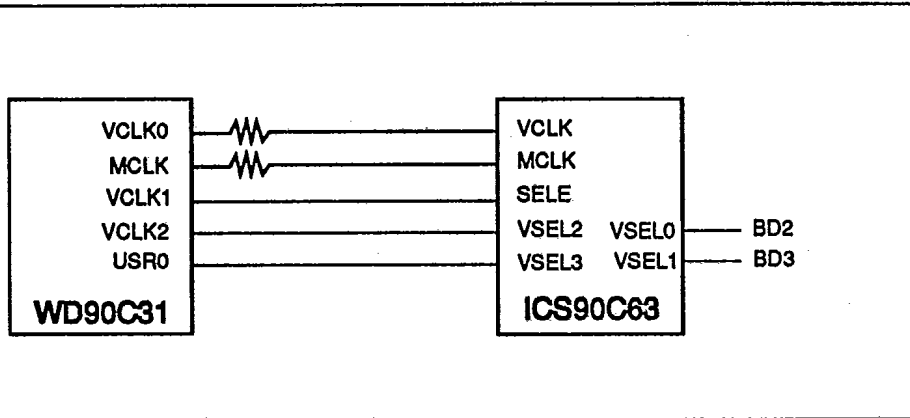 VCLK0
MCLK
VCLK1
VCLK2
USR0
WD90C31
VCLK
MCLK
SELE
VSEL2 VSEL0 BD2
VSEL3 VSEL1 BD3
ICS90C63